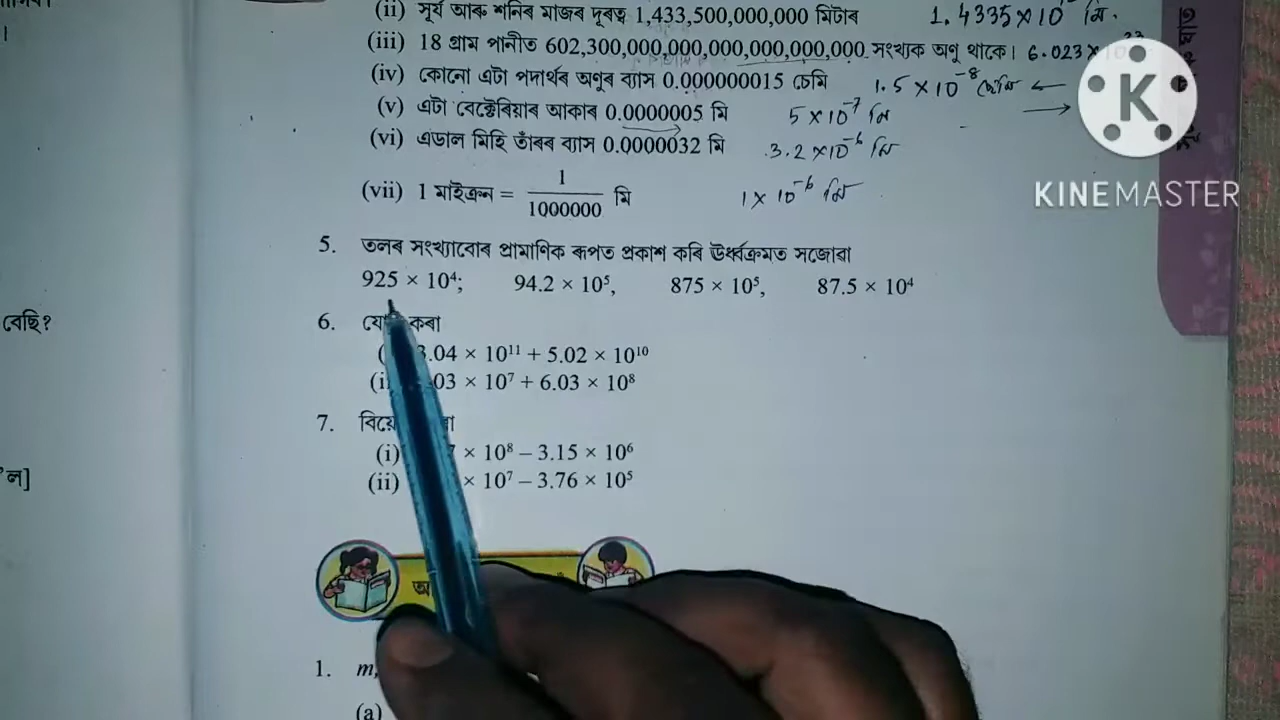 (ii) সূৰ্য আৰু শনিৰ মাজৰ দূৰত্ব 1,433,500,000,000 মিটাৰ 1.4335×10 মি.
(iii) 18 গ্ৰাম পানীত 602,300,000,000,000,000,000,000 সংখ্যক অণু থাকে। 6.023×
(iv) কোনো এটা পদাৰ্থৰ অণুৰ ব্যাস 0.000000015 চেমি 1.5×10⁻⁸ চেমি
(v) এটা বেক্টেৰিয়াৰ আকাৰ 0.0000005 মি 5×10⁻⁷ মি
(vi) এডাল মিহি তাঁৰৰ ব্যাস 0.0000032 মি 3.2×10⁻⁶ মি
(vii) 1 মাইক্ৰন = 1/1000000 মি 1×10⁻⁶ মি
KINEMASTER
5. তলৰ সংখ্যাবোৰ প্ৰামাণিক ৰূপত প্ৰকাশ কৰি ঊৰ্ধ্বক্ৰমত সজোৱা
925 × 10⁴; 94.2 × 10⁵, 875 × 10⁵, 87.5 × 10⁴
বেছি?
6. কৰা
.04 × 10¹¹ + 5.02 × 10¹⁰
03 × 10⁷ + 6.03 × 10⁸
7.
(i) × 10⁸ – 3.15 × 10⁶
(ii) × 10⁷ – 3.76 × 10⁵
ন]
1. m,
(a)